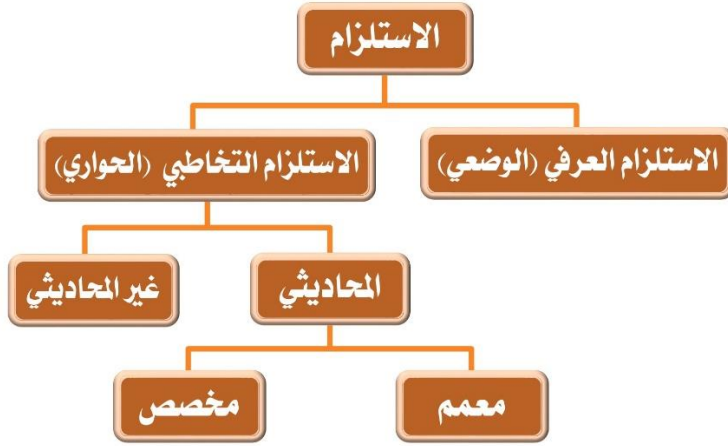 الاستلزام
الاستلزام العرفي (الوضعي)
الاستلزام التخاطبي (الحواري)
المحاديثي
غير المحاديثي
معمم
مخصص